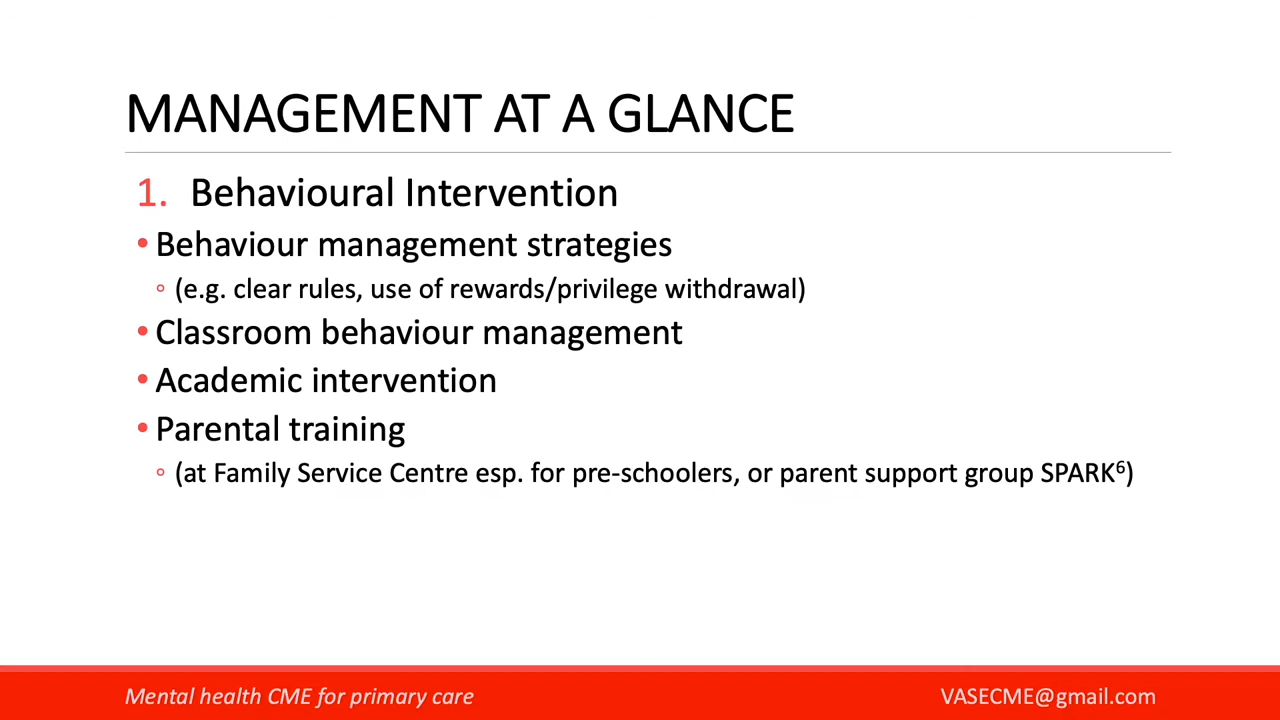 MANAGEMENT AT A GLANCE
1. Behavioural Intervention
• Behaviour management strategies
◦ (e.g. clear rules, use of rewards/privilege withdrawal)
• Classroom behaviour management
• Academic intervention
• Parental training
◦ (at Family Service Centre esp. for pre-schoolers, or parent support group SPARK⁶)
Mental health CME for primary care
VASECME@gmail.com